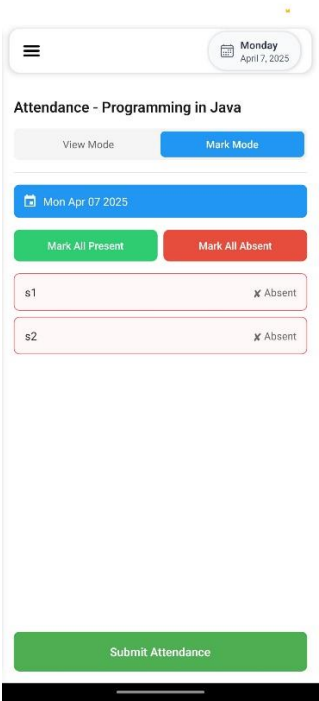 Monday
April 7, 2025
Attendance - Programming in Java
View Mode
Mark Mode
Mon Apr 07 2025
Mark All Present
Mark All Absent
s1 ✘ Absent
s2 ✘ Absent
Submit Attendance